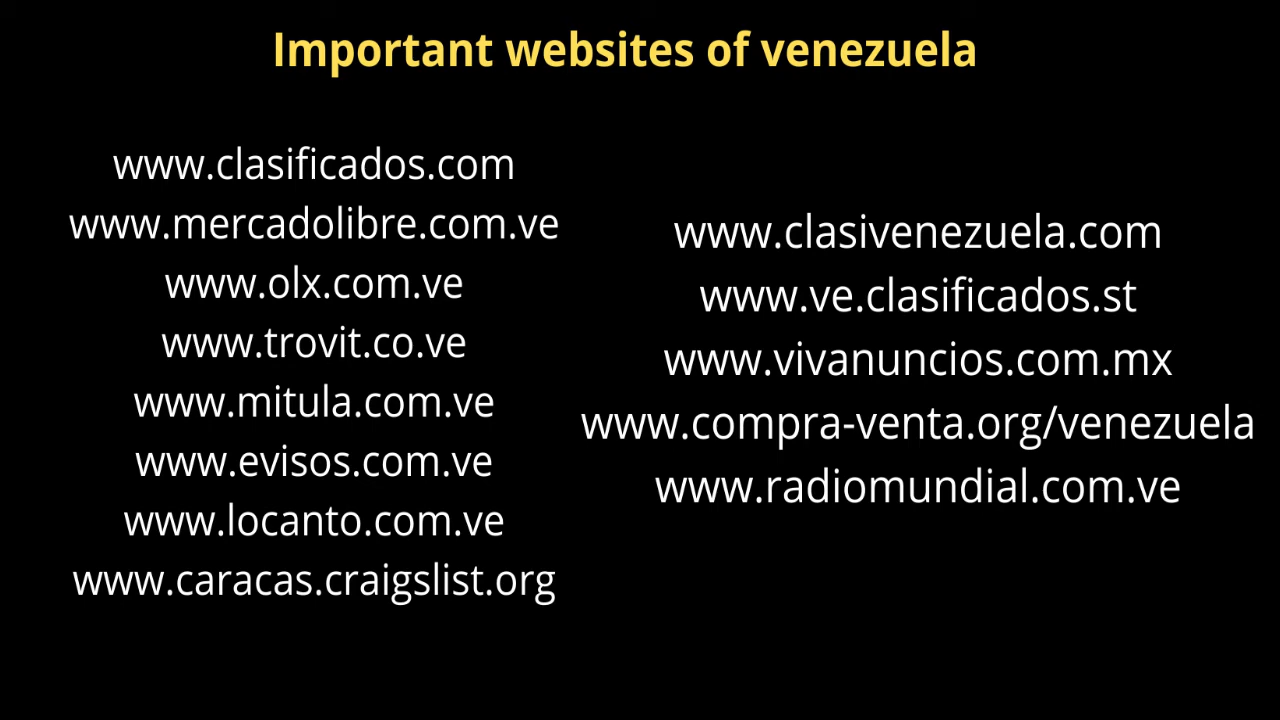 Important websites of venezuela
www.clasificados.com
www.mercadolibre.com.ve
www.olx.com.ve
www.trovit.co.ve
www.mitula.com.ve
www.evisos.com.ve
www.locanto.com.ve
www.caracas.craigslist.org
www.clasivenezuela.com
www.ve.clasificados.st
www.vivanuncios.com.mx
www.compra-venta.org/venezuela
www.radiomundial.com.ve